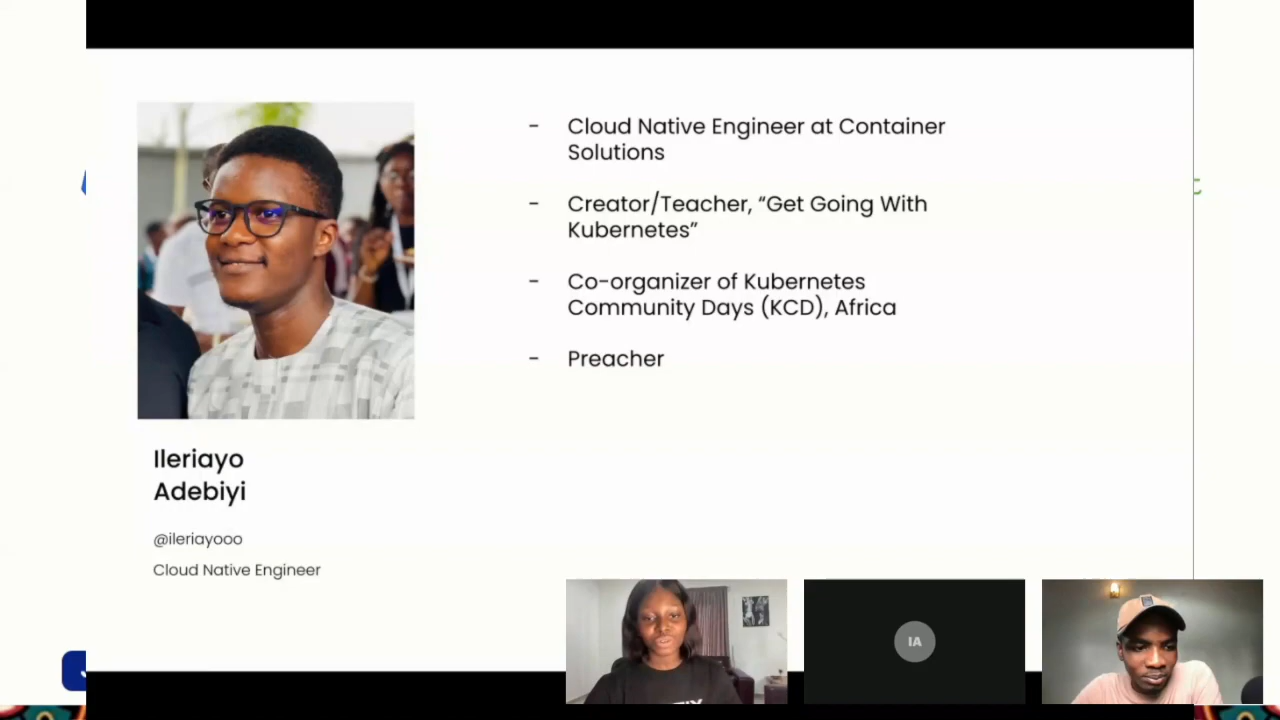 - Cloud Native Engineer at Container
Solutions
- Creator/Teacher, “Get Going With
Kubernetes”
- Co-organizer of Kubernetes
Community Days (KCD), Africa
- Preacher
Ileriayo
Adebiyi
@ileriayooo
Cloud Native Engineer
IA